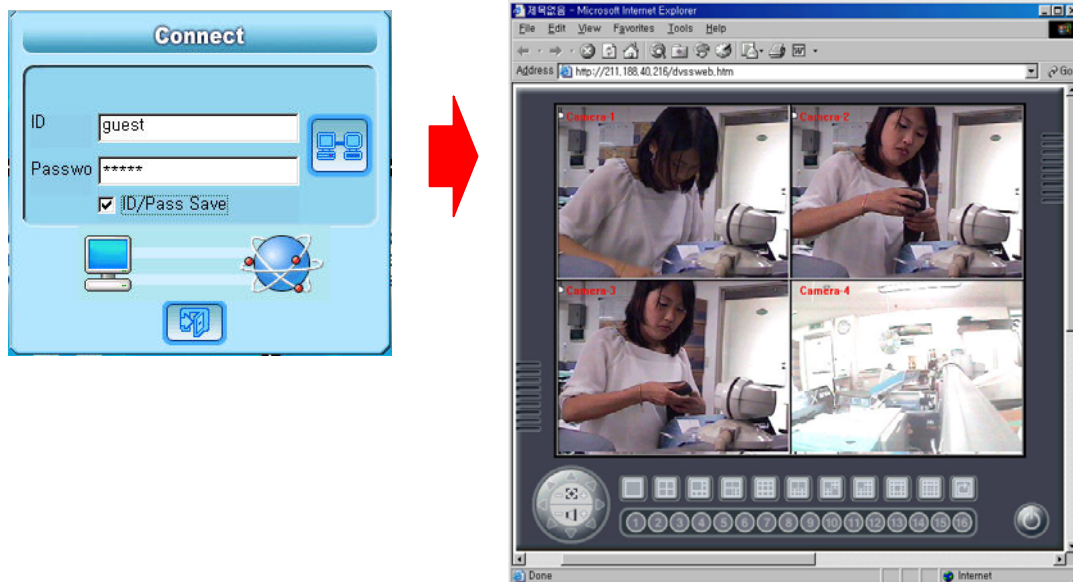 Connect
ID
guest
Passwo
*****
ID/Pass Save
제목없음 - Microsoft Internet Explorer
File Edit View Favorites Tools Help
Address http://211.188.40.216/dvssweb.htm Go
Camera-1
Camera-2
Camera-3
Camera-4
1 2 3 4 5 6 7 8 9 10 11 12 13 14 15 16
Done
Internet